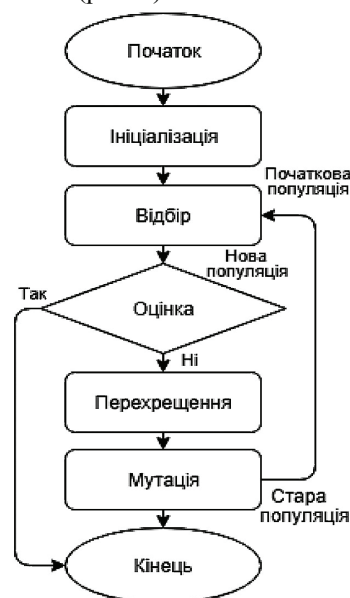 Початок
Ініціалізація
Початкова
популяція
Відбір
Нова
популяція
Так
Оцінка
Ні
Перехрещення
Мутація
Стара
популяція
Кінець